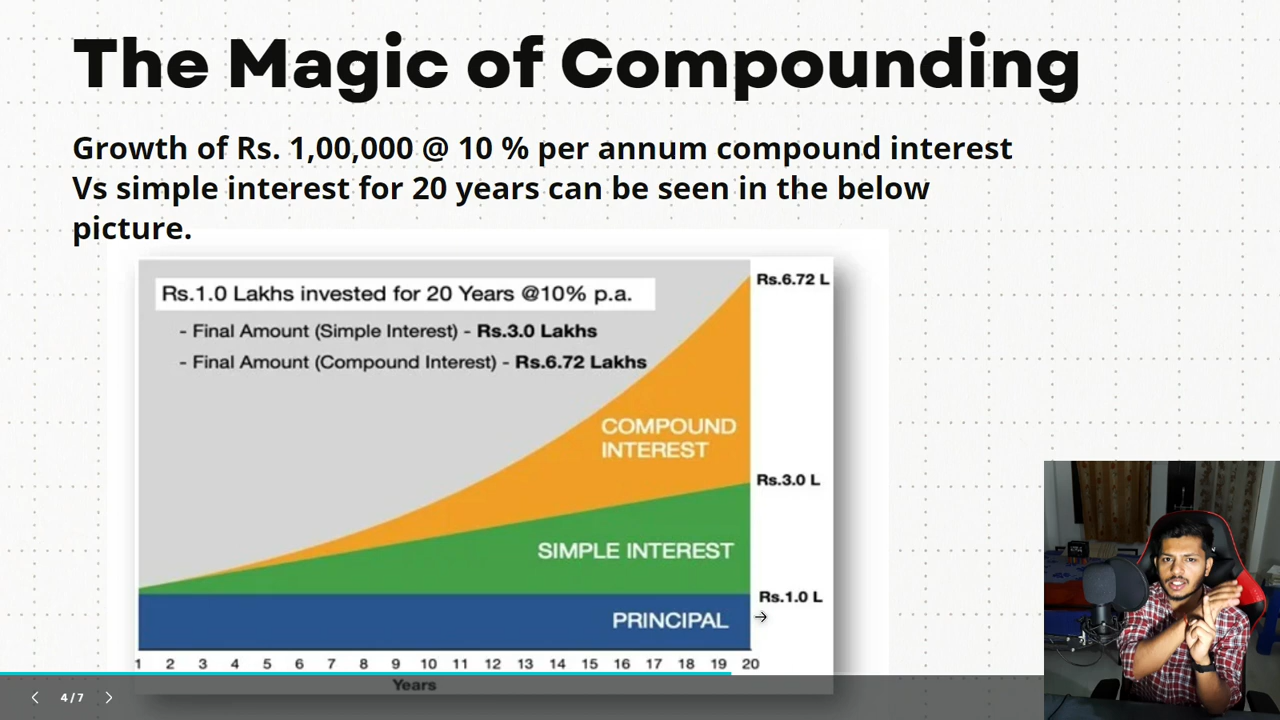 The Magic of Compounding
Growth of Rs. 1,00,000 @ 10 % per annum compound interest
Vs simple interest for 20 years can be seen in the below
picture.
Rs.1.0 Lakhs invested for 20 Years @10% p.a.
- Final Amount (Simple Interest) - Rs.3.0 Lakhs
- Final Amount (Compound Interest) - Rs.6.72 Lakhs
Rs.6.72 L
COMPOUND
INTEREST
Rs.3.0 L
SIMPLE INTEREST
Rs.1.0 L
PRINCIPAL
1 2 3 4 5 6 7 8 9 10 11 12 13 14 15 16 17 18 19 20
Years
4/7